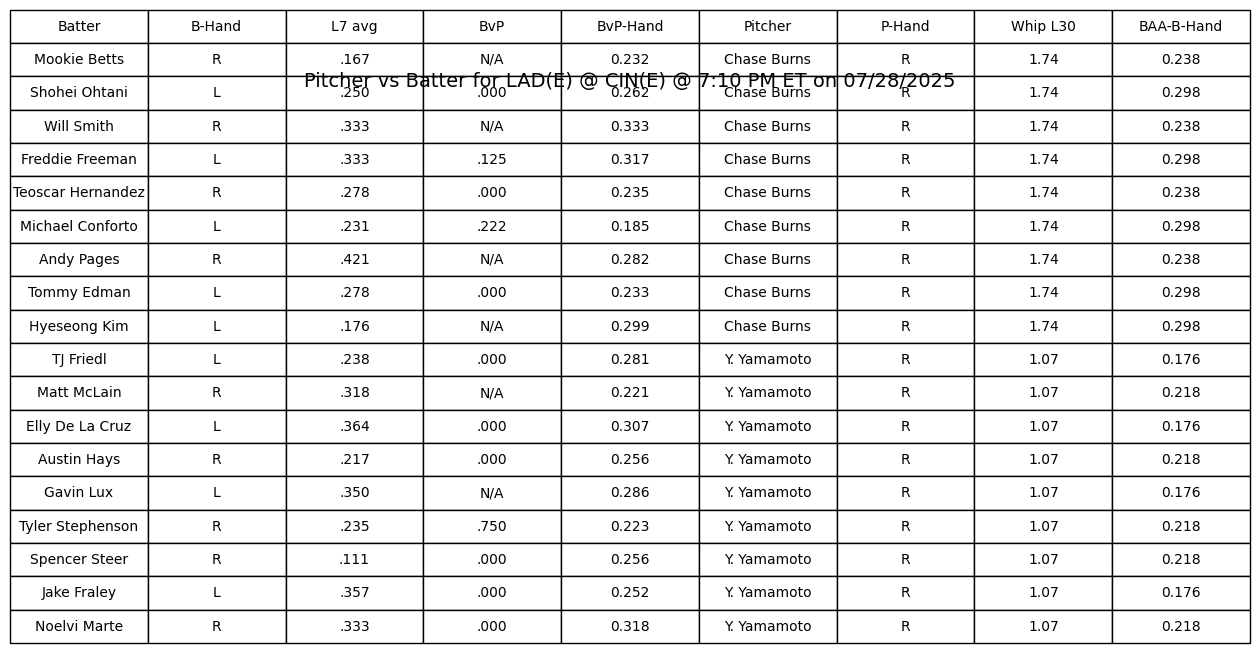 Batter B-Hand L7 avg BvP BvP-Hand Pitcher P-Hand Whip L30 BAA-B-Hand
Mookie Betts R .167 N/A 0.232 Chase Burns R 1.74 0.238
Pitcher vs Batter for LAD(E) @ CIN(E) @ 7:10 PM ET on 07/28/2025
Shohei Ohtani L .250 .000 0.262 Chase Burns R 1.74 0.298
Will Smith R .333 N/A 0.333 Chase Burns R 1.74 0.238
Freddie Freeman L .333 .125 0.317 Chase Burns R 1.74 0.298
Teoscar Hernandez R .278 .000 0.235 Chase Burns R 1.74 0.238
Michael Conforto L .231 .222 0.185 Chase Burns R 1.74 0.298
Andy Pages R .421 N/A 0.282 Chase Burns R 1.74 0.238
Tommy Edman L .278 .000 0.233 Chase Burns R 1.74 0.298
Hyeseong Kim L .176 N/A 0.299 Chase Burns R 1.74 0.298
TJ Friedl L .238 .000 0.281 Y. Yamamoto R 1.07 0.176
Matt McLain R .318 N/A 0.221 Y. Yamamoto R 1.07 0.218
Elly De La Cruz L .364 .000 0.307 Y. Yamamoto R 1.07 0.176
Austin Hays R .217 .000 0.256 Y. Yamamoto R 1.07 0.218
Gavin Lux L .350 N/A 0.286 Y. Yamamoto R 1.07 0.176
Tyler Stephenson R .235 .750 0.223 Y. Yamamoto R 1.07 0.218
Spencer Steer R .111 .000 0.256 Y. Yamamoto R 1.07 0.218
Jake Fraley L .357 .000 0.252 Y. Yamamoto R 1.07 0.176
Noelvi Marte R .333 .000 0.318 Y. Yamamoto R 1.07 0.218